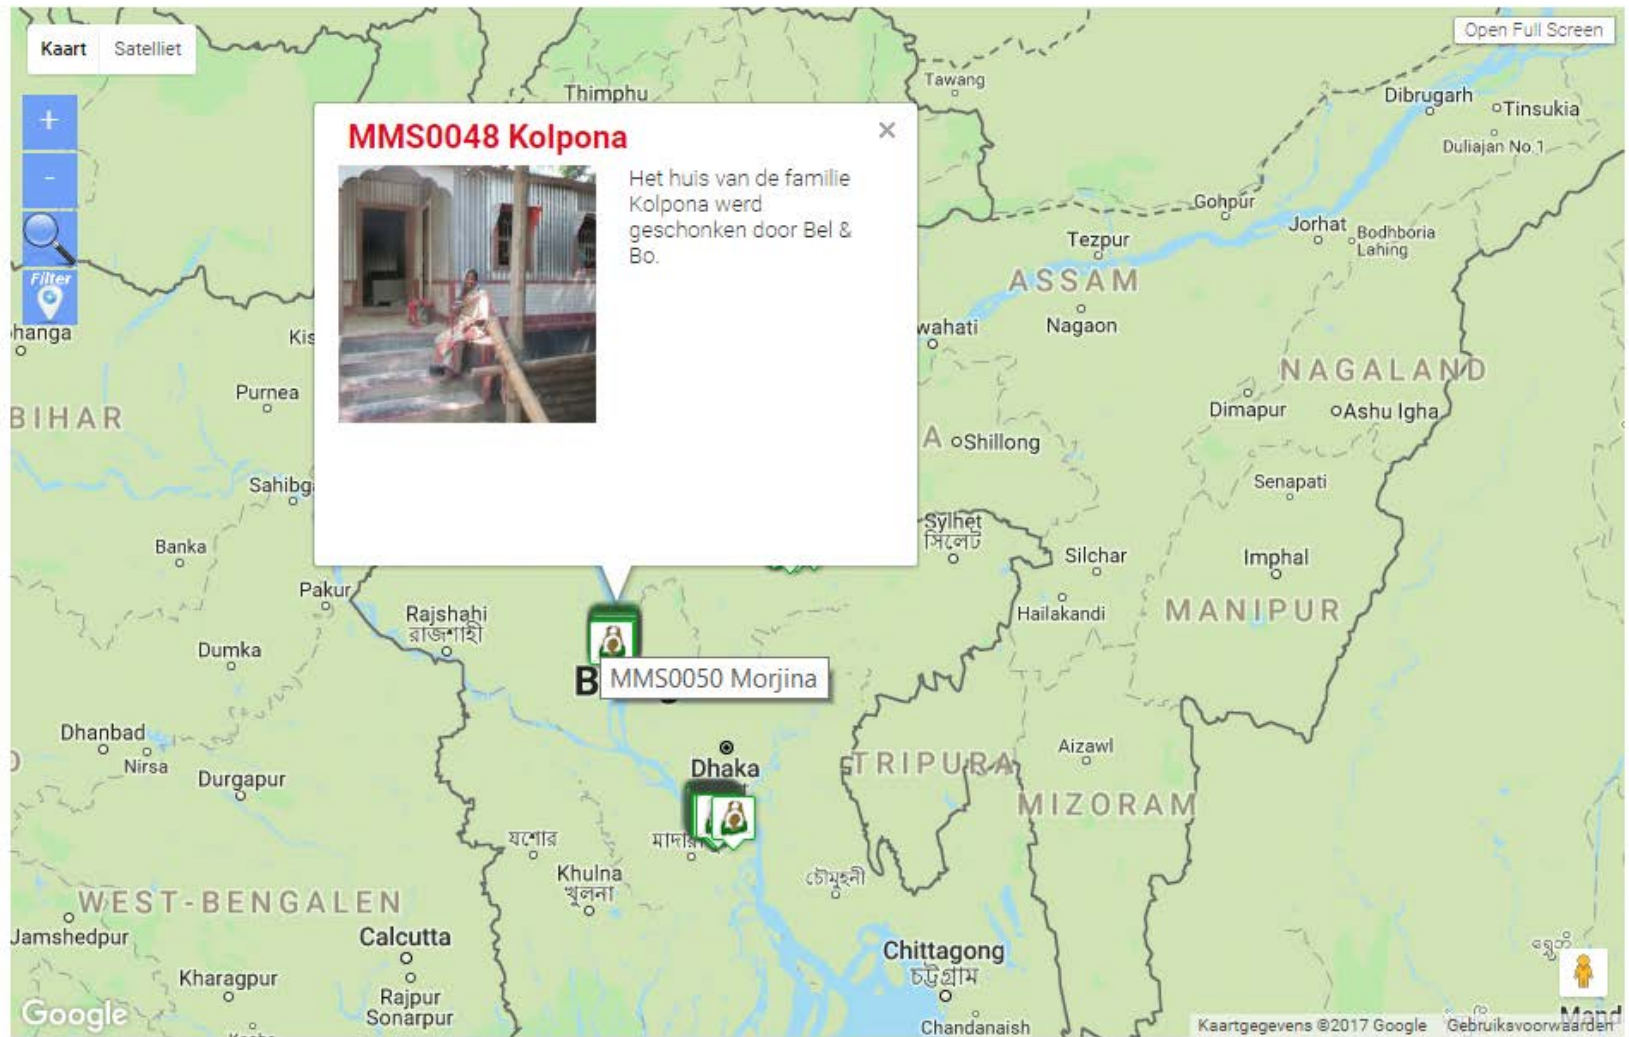 Kaart Satelliet
Open Full Screen
+
-
Filter
Thimphu
Tawang
Dibrugarh
Tinsukia
Duliajan No.1
MMS0048 Kolpona
×
Het huis van de familie
Kolpona werd
geschonken door Bel &
Bo.
Gohpur
Jorhat
Bodhboria
Lahing
Tezpur
ASSAM
Nagaon
wahati
hanga
Kis
NAGALAND
Purnea
BIHAR
Dimapur
Ashu Igha
A
Shillong
Sahibg
Senapati
Sylhet
সিলেট
Banka
Silchar
Imphal
Pakur
Rajshahi
রাজশাহী
Hailakandi
MANIPUR
Dumka
B
MMS0050 Morjina
Dhanbad
Nirsa
Aizawl
Dhaka
TRIPURA
Durgapur
MIZORAM
যশোর
মাদার
Khulna
খুলনা
চৌমুহনী
WEST-BENGALEN
Jamshedpur
Calcutta
Chittagong
চট্টগ্রাম
Kharagpur
Rajpur
Sonarpur
Google
Chandanaish
Kaartgegevens ©2017 Google Gebruiksvoorwaarden
Mand